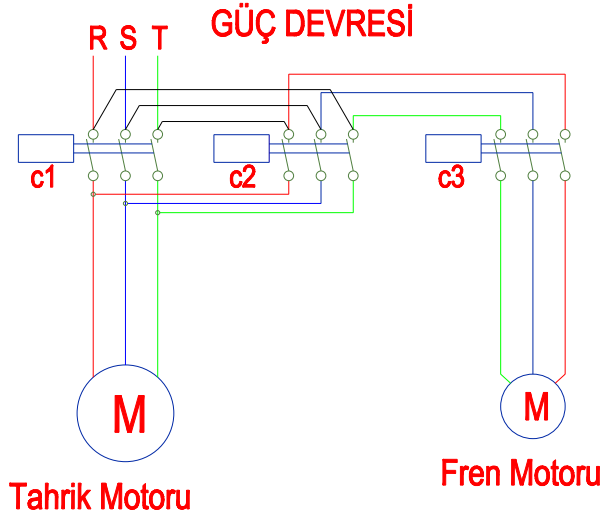 GÜÇ DEVRESİ
R S T
c1
c2
c3
M
M
Fren Motoru
Tahrik Motoru